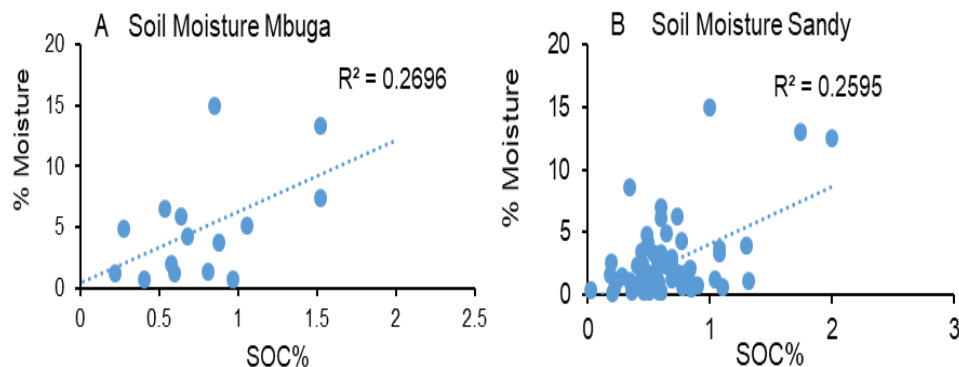 A Soil Moisture Mbuga
R² = 0.2696
20
15
10
5
0
% Moisture
0 0.5 1 1.5 2 2.5
SOC%
B Soil Moisture Sandy
R² = 0.2595
20
15
10
5
0
% Moisture
0 1 2 3
SOC%